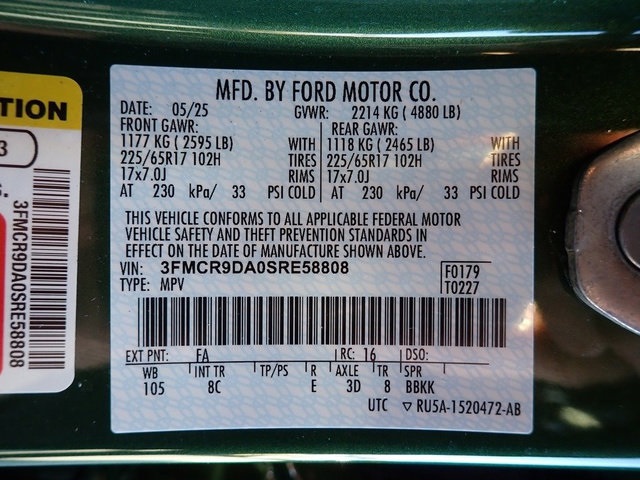 TION
3
S.
3FMCR9DA0SRE58808
MFD. BY FORD MOTOR CO.
DATE: 05/25 GVWR: 2214 KG ( 4880 LB)
FRONT GAWR: REAR GAWR:
1177 KG ( 2595 LB) WITH 1118 KG ( 2465 LB) WITH
225/65R17 102H TIRES 225/65R17 102H TIRES
17x7.0J RIMS 17x7.0J RIMS
AT 230 kPa/ 33 PSI COLD AT 230 kPa/ 33 PSI COLD
THIS VEHICLE CONFORMS TO ALL APPLICABLE FEDERAL MOTOR
VEHICLE SAFETY AND THEFT PREVENTION STANDARDS IN
EFFECT ON THE DATE OF MANUFACTURE SHOWN ABOVE.
VIN: 3FMCR9DA0SRE58808 F0179
TYPE: MPV T0227
EXT PNT: FA RC: 16 DSO:
WB INT TR TP/PS R AXLE TR SPR
105 8C E 3D 8 BBKK
UTC ▽ RU5A-1520472-AB